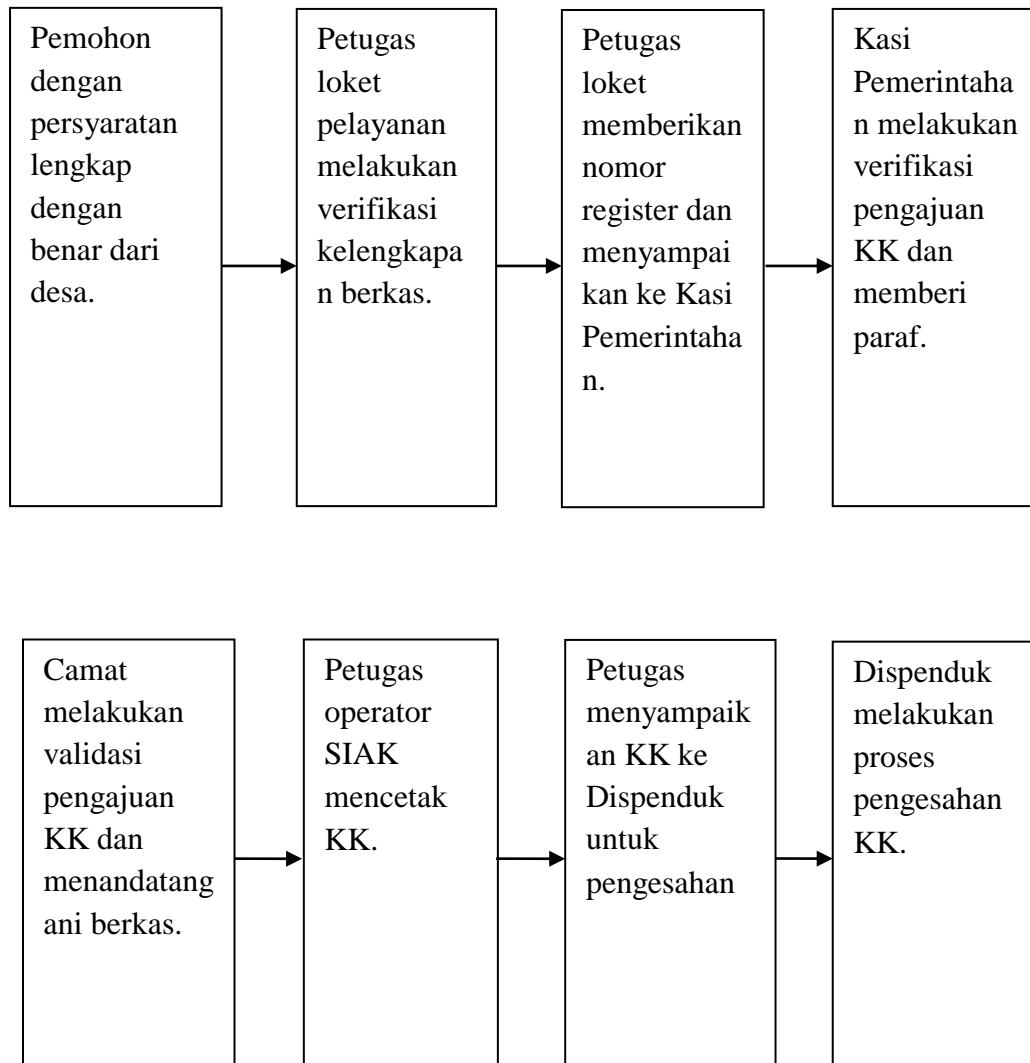 Pemohon
dengan
persyaratan
lengkap
dengan
benar dari
desa.
Petugas
loket
pelayanan
melakukan
verifikasi
kelengkapa
n berkas.
Petugas
loket
memberikan
nomor
register dan
menyampai
kan ke Kasi
Pemerintaha
n.
Kasi
Pemerintaha
n melakukan
verifikasi
pengajuan
KK dan
memberi
paraf.
Camat
melakukan
validasi
pengajuan
KK dan
menandatang
ani berkas.
Petugas
operator
SIAK
mencetak
KK.
Petugas
menyampaik
an KK ke
Dispenduk
untuk
pengesahan
Dispenduk
melakukan
proses
pengesahan
KK.